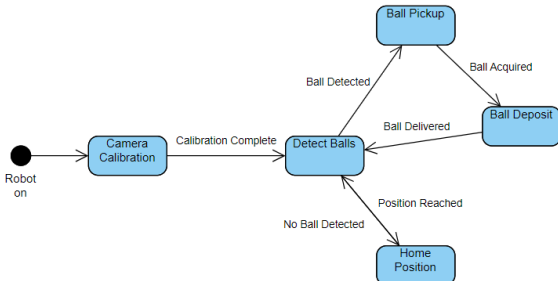 Ball Pickup
Ball Detected
Ball Acquired
Ball Deposit
Camera
Calibration
Calibration Complete
Detect Balls
Ball Delivered
Robot
on
Position Reached
No Ball Detected
Home
Position